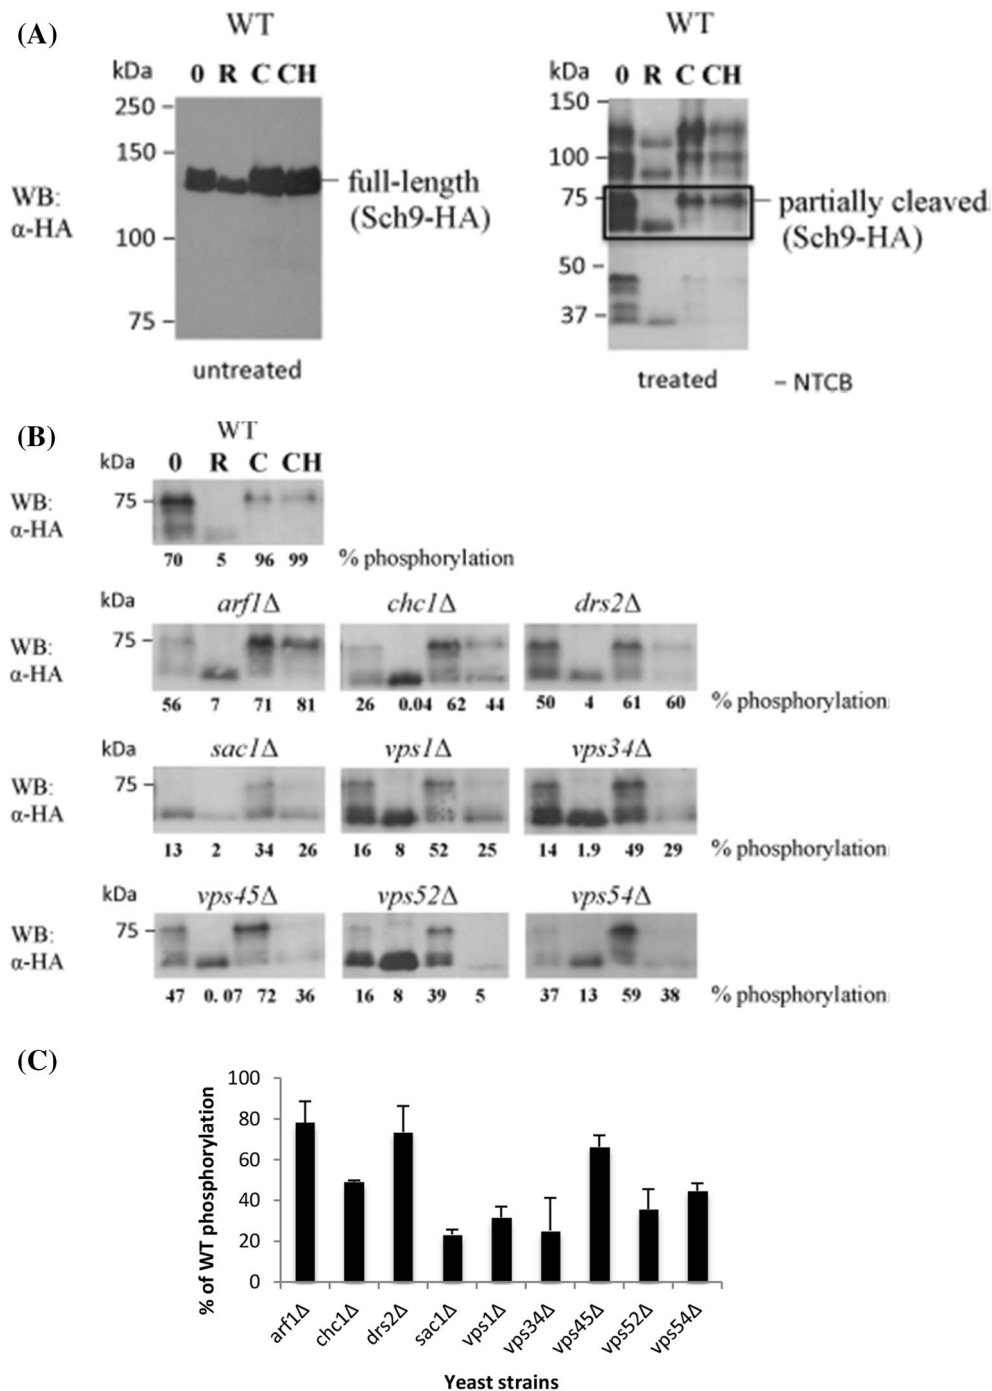 (A)
WT
WT
kDa 0 R C CH
kDa 0 R C CH
250
150
100
75
WB:
α-HA
full-length
(Sch9-HA)
untreated
150
100
75
50
37
partially cleaved
(Sch9-HA)
treated
– NTCB
(B)
WT
kDa 0 R C CH
WB:
α-HA
75
70 5 96 99 % phosphorylation
kDa arf1Δ chc1Δ drs2Δ
WB:
α-HA
75
56 7 71 81 26 0.04 62 44 50 4 61 60 % phosphorylation
kDa sac1Δ vps1Δ vps34Δ
WB:
α-HA
75
13 2 34 26 16 8 52 25 14 1.9 49 29 % phosphorylation
kDa vps45Δ vps52Δ vps54Δ
WB:
α-HA
75
47 0.07 72 36 16 8 39 5 37 13 59 38 % phosphorylation
(C)
% of WT phosphorylation
100
80
60
40
20
0
arf1Δ chc1Δ drs2Δ sac1Δ vps1Δ vps34Δ vps45Δ vps52Δ vps54Δ
Yeast strains